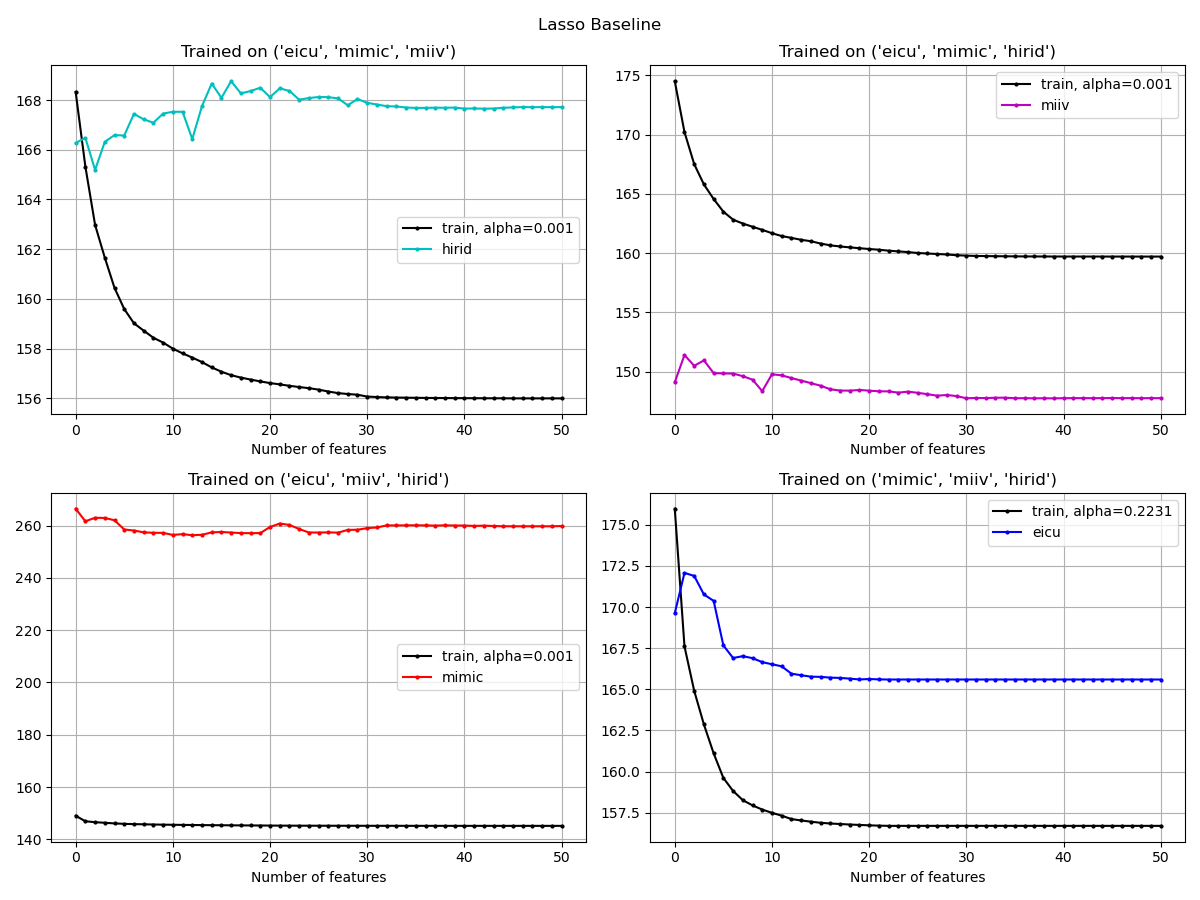 Lasso Baseline
Trained on ('eicu', 'mimic', 'miiv')
168
166
164
162
160
158
156
train, alpha=0.001
hirid
0 10 20 30 40 50
Number of features
Trained on ('eicu', 'mimic', 'hirid')
175
170
165
160
155
150
train, alpha=0.001
miiv
0 10 20 30 40 50
Number of features
Trained on ('eicu', 'miiv', 'hirid')
260
240
220
200
180
160
140
train, alpha=0.001
mimic
0 10 20 30 40 50
Number of features
Trained on ('mimic', 'miiv', 'hirid')
175.0
172.5
170.0
167.5
165.0
162.5
160.0
157.5
train, alpha=0.2231
eicu
0 10 20 30 40 50
Number of features